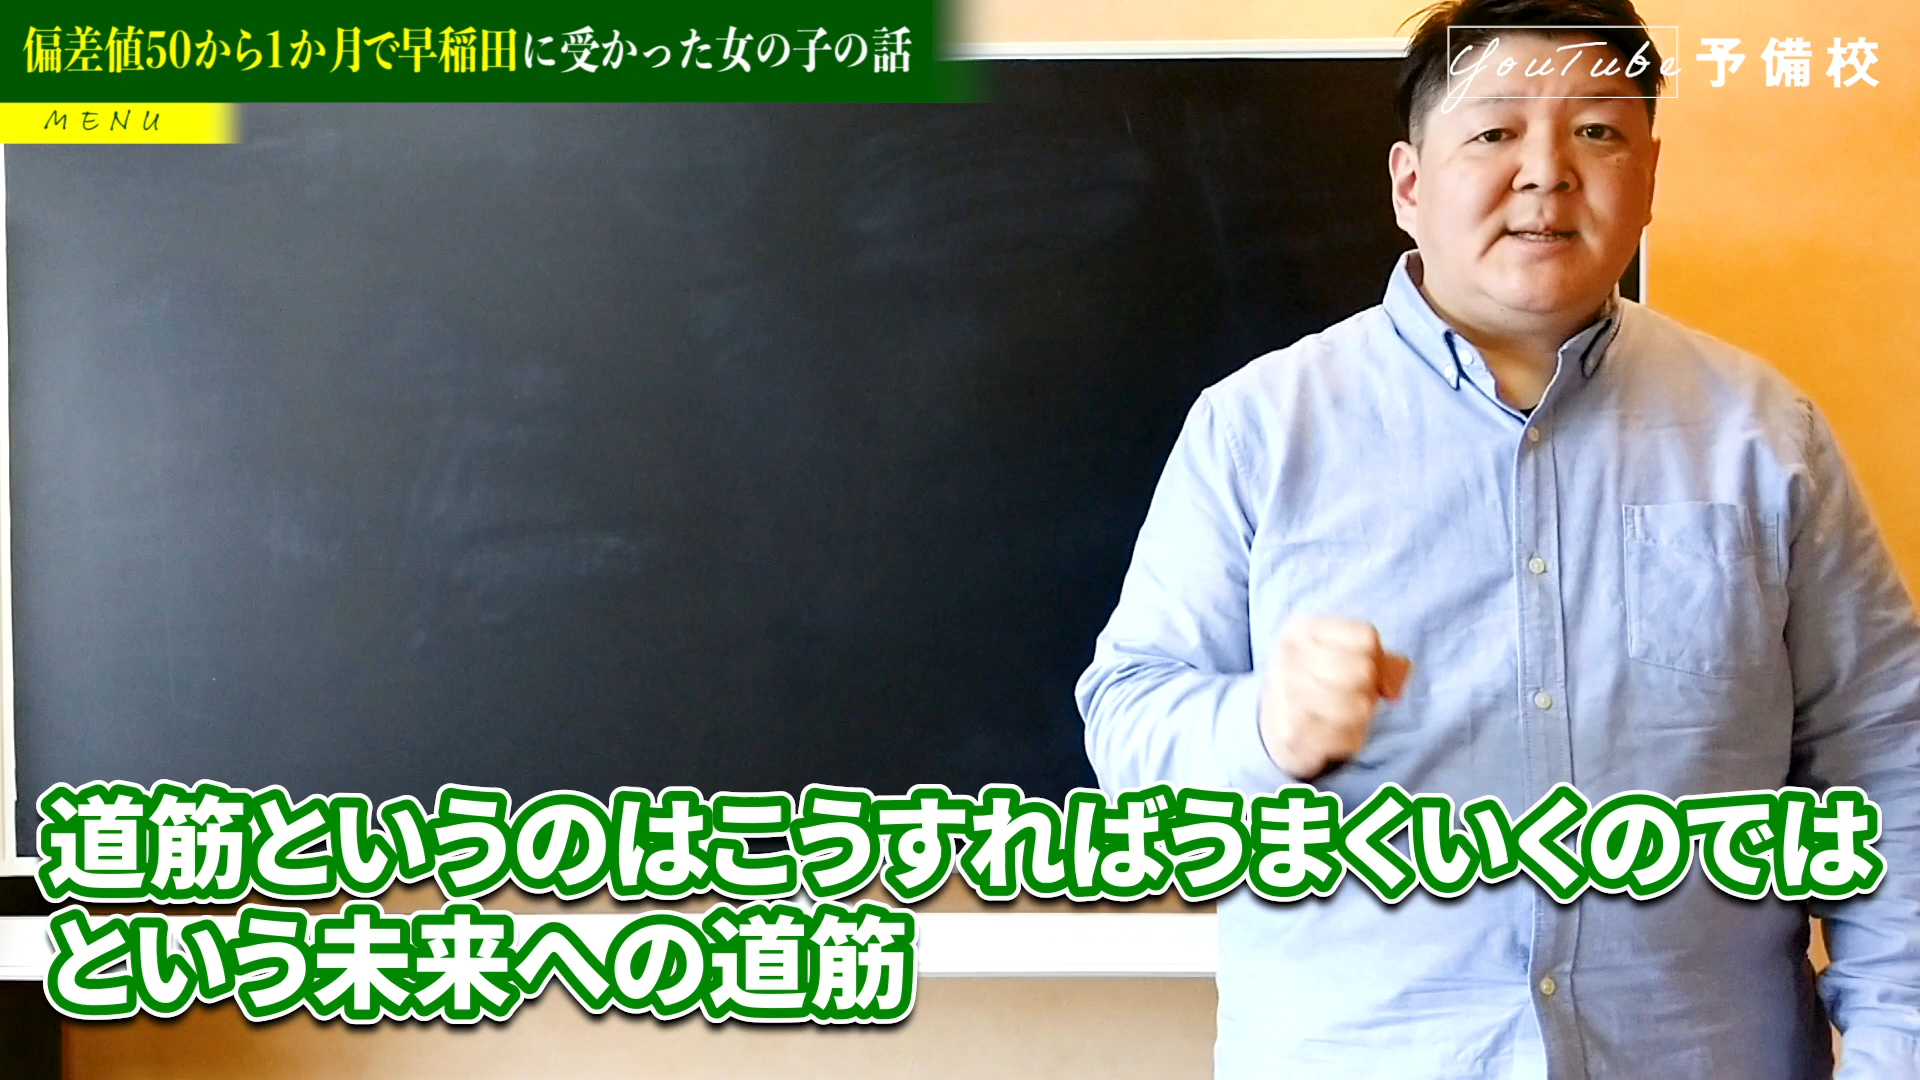 偏差値50から1か月で早稲田に受かった女の子の話
YouTube 予備校
MENU
道筋というのはこうすればうまくいくのでは
という未来への道筋